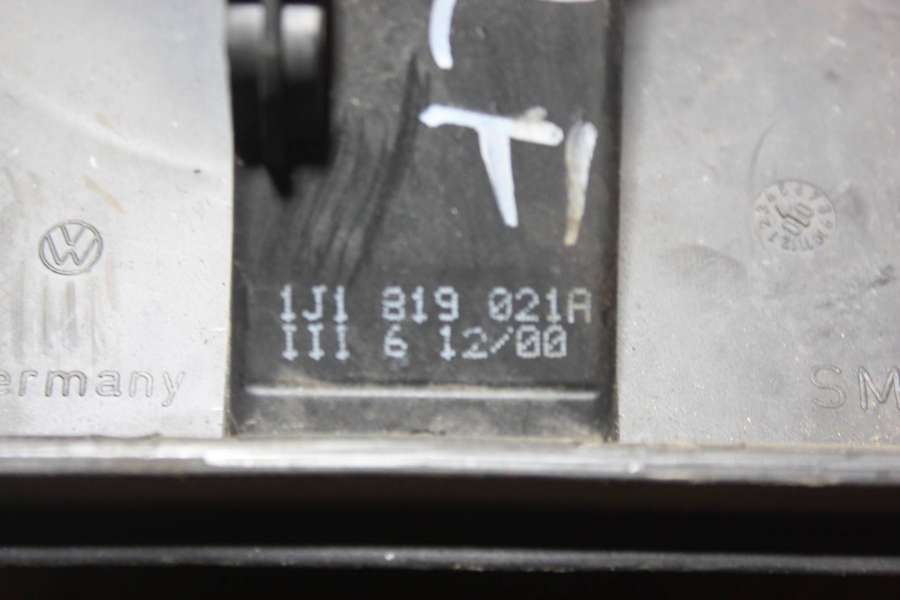 1J1 819 021A
III 6 12/00
ermany
SM